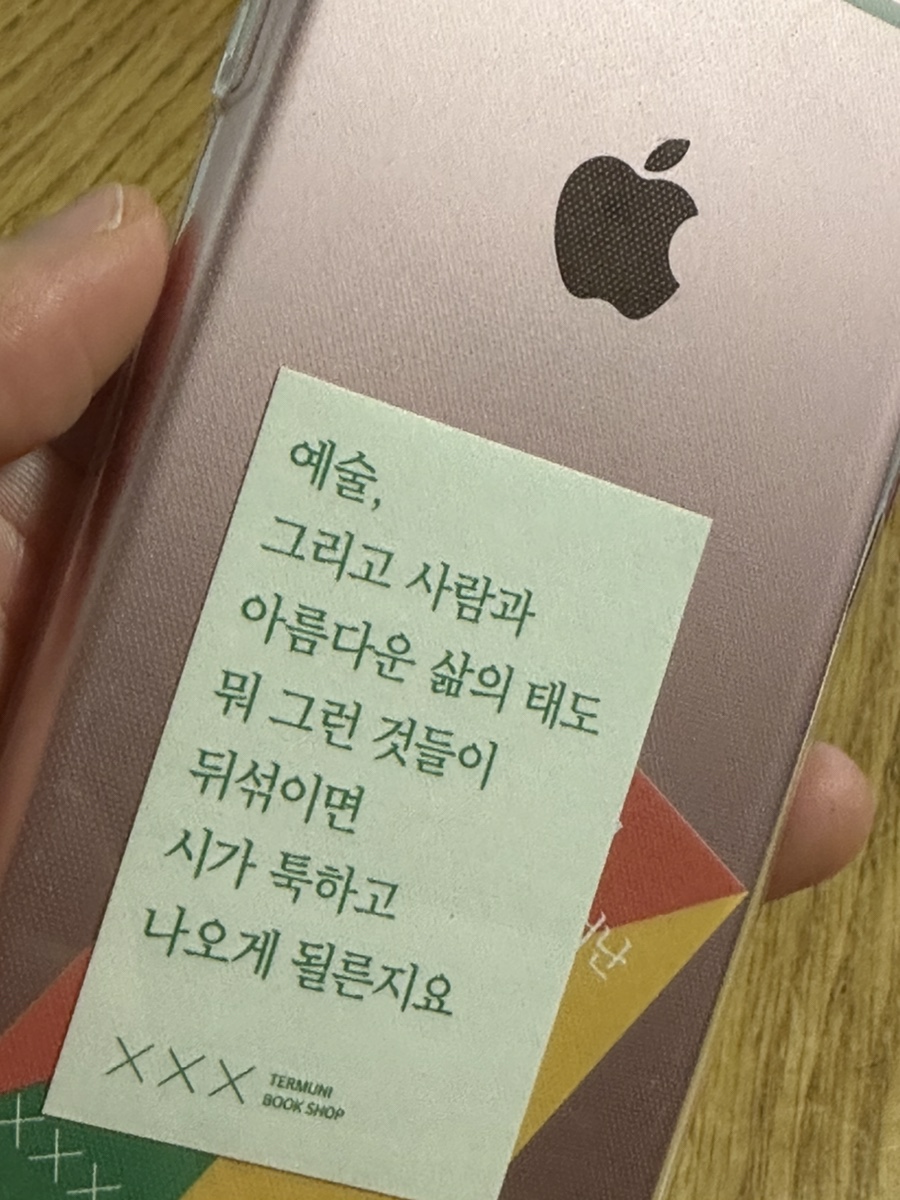 예술,
그리고 사람과
아름다운 삶의 태도
뭐 그런 것들이
뒤섞이면
시가 툭하고
나오게 될른지요
XXX TERMUNI
BOOK SHOP